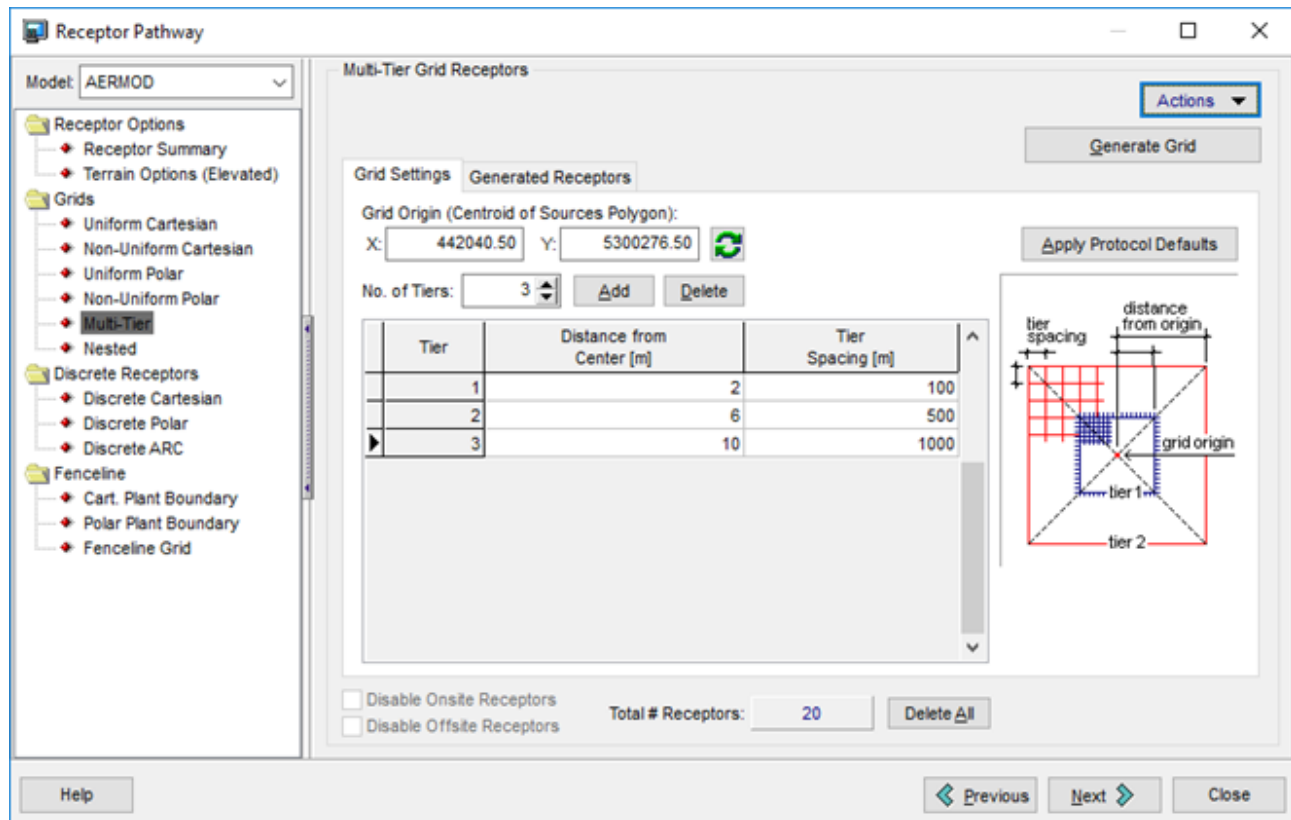 Receptor Pathway
Model: AERMOD
Receptor Options
Receptor Summary
Terrain Options (Elevated)
Grids
Uniform Cartesian
Non-Uniform Cartesian
Uniform Polar
Non-Uniform Polar
Multi-Tier
Nested
Discrete Receptors
Discrete Cartesian
Discrete Polar
Discrete ARC
Fenceline
Cart. Plant Boundary
Polar Plant Boundary
Fenceline Grid
Multi-Tier Grid Receptors
Actions
Generate Grid
Grid Settings Generated Receptors
Grid Origin (Centroid of Sources Polygon):
X: 442040.50 Y: 5300276.50
Apply Protocol Defaults
No. of Tiers: 3 Add Delete
Tier Distance from Center [m] Tier Spacing [m]
1 2 100
2 6 500
3 10 1000
tier spacing
distance from origin
grid origin
tier 1
tier 2
Disable Onsite Receptors
Disable Offsite Receptors
Total # Receptors: 20 Delete All
Help Previous Next Close